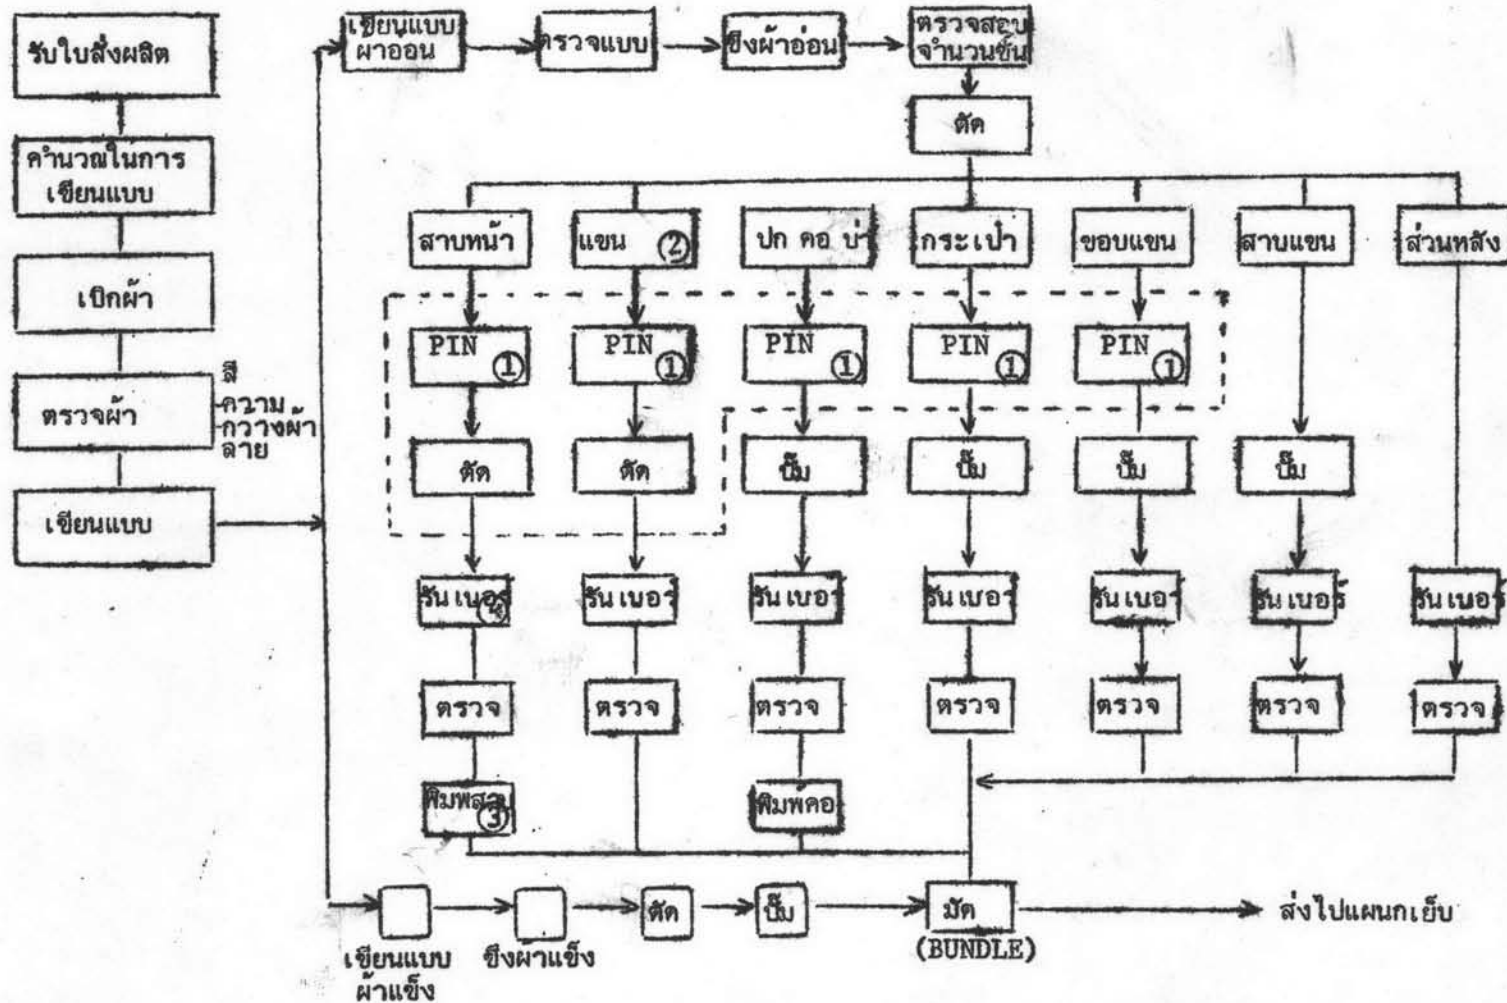 รับใบสั่งผลิต
คำนวณในการ
เขียนแบบ
เบิกผ้า
ตรวจผ้า
สี
ความ
กว้างผ้า
ลาย
เขียนแบบ
เขียนแบบ
ผ้าอ่อน
ตรวจแบบ
ขึงผ้าอ่อน
ตรวจสอบ
จำนวนชั้น
ตัด
สาบหน้า
แขน ②
ปก คอ บ่า
กระเป๋า
ขอบแขน
สาบแขน
ส่วนหลัง
PIN ①
PIN ①
PIN ①
PIN ①
PIN ①
ตัด
ตัด
ปั๊ม
ปั๊ม
ปั๊ม
ปั๊ม
รันเบอร์
รันเบอร์
รันเบอร์
รันเบอร์
รันเบอร์
รันเบอร์
รันเบอร์
ตรวจ
ตรวจ
ตรวจ
ตรวจ
ตรวจ
ตรวจ
ตรวจ
พิมพ์สาบ ③
พิมพ์คอ
เขียนแบบ
ผ้าแข็ง
ขึงผ้าแข็ง
ตัด
ปั๊ม
มัด
(BUNDLE)
ส่งไปแผนกเย็บ